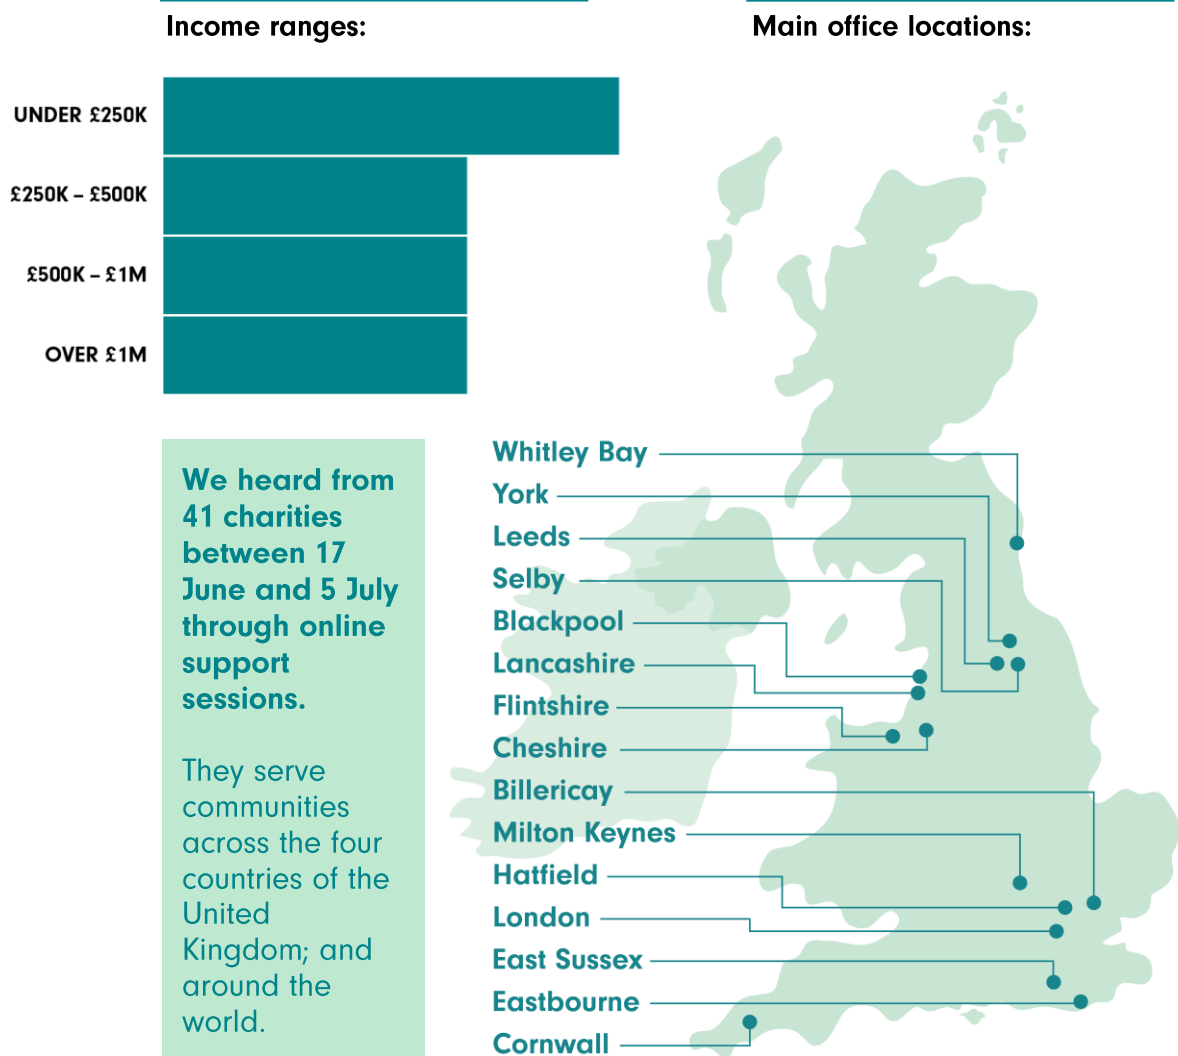 Income ranges:
UNDER £250K
£250K – £500K
£500K – £1M
OVER £1M
We heard from
41 charities
between 17
June and 5 July
through online
support
sessions.
They serve
communities
across the four
countries of the
United
Kingdom; and
around the
world.
Main office locations:
Whitley Bay
York
Leeds
Selby
Blackpool
Lancashire
Flintshire
Cheshire
Billericay
Milton Keynes
Hatfield
London
East Sussex
Eastbourne
Cornwall